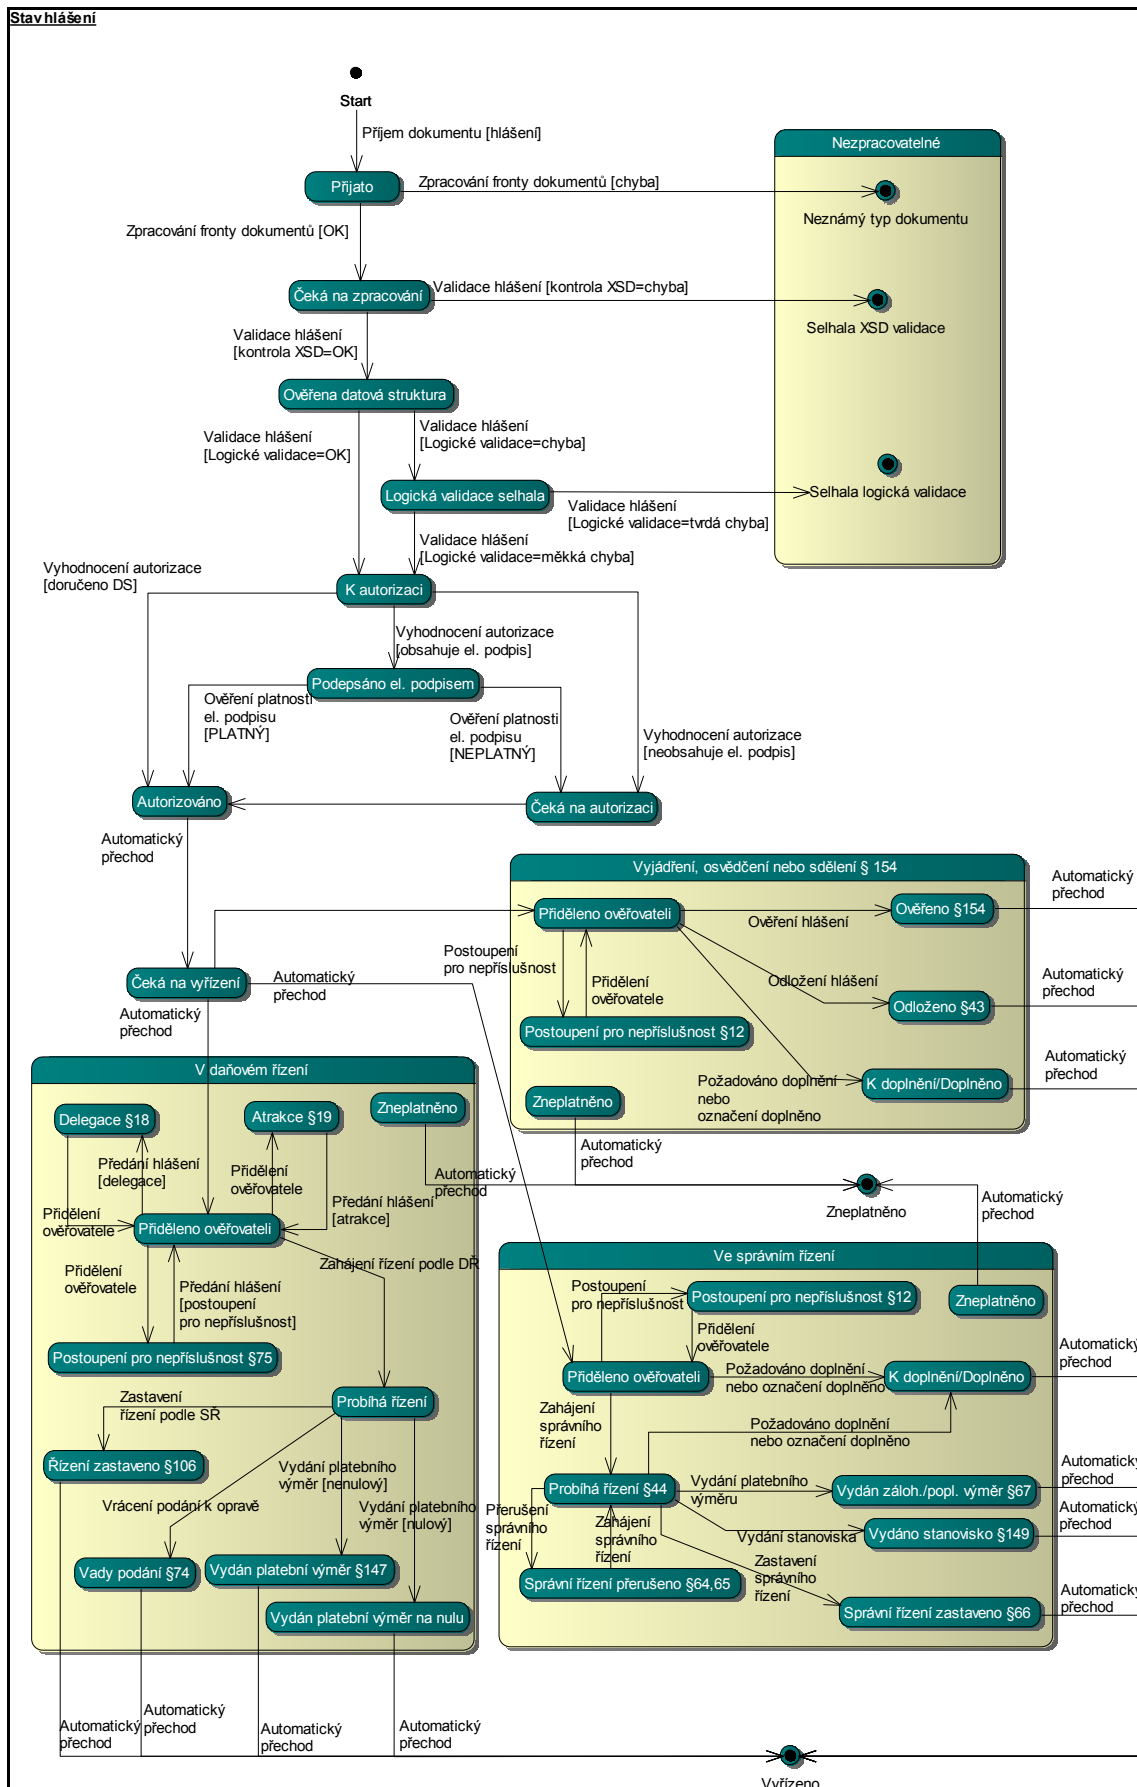 Stav hlášení
Start
Příjem dokumentu [hlášení]
Nezpracovatelné
Přijato
Zpracování fronty dokumentů [chyba]
Neznámý typ dokumentu
Zpracování fronty dokumentů [OK]
Čeká na zpracování
Validace hlášení [kontrola XSD=chyba]
Selhala XSD validace
Validace hlášení
[kontrola XSD=OK]
Ověřena datová struktura
Validace hlášení
[Logické validace=OK]
Validace hlášení
[Logické validace=chyba]
Logická validace selhala
Selhala logická validace
Validace hlášení
[Logické validace=tvrdá chyba]
Validace hlášení
[Logické validace=měkká chyba]
Vyhodnocení autorizace
[doručeno DS]
K autorizaci
Vyhodnocení autorizace
[obsahuje el. podpis]
Podepsáno el. podpisem
Ověření platnosti
el. podpisu
[PLATNÝ]
Ověření platnosti
el. podpisu
[NEPLATNÝ]
Vyhodnocení autorizace
[neobsahuje el. podpis]
Autorizováno
Čeká na autorizaci
Automatický
přechod
Vyjádření, osvědčení nebo sdělení § 154
Přiděleno ověřovateli
Ověření hlášení
Ověřeno §154
Automatický
přechod
Postoupení
pro nepříslušnost
Přidělení
ověřovatele
Odložení hlášení
Odloženo §43
Automatický
přechod
Postoupení pro nepříslušnost §12
Požadováno doplnění
nebo
označení doplněno
K doplnění/Doplněno
Automatický
přechod
Zneplatněno
Automatický
přechod
Čeká na vyřízení
Automatický
přechod
Automatický
přechod
V daňovém řízení
Delegace §18
Atrakce §19
Zneplatněno
Předání hlášení
[delegace]
Přidělení
ověřovatele
Automatický
přechod
Zneplatněno
Automatický
přechod
Přidělení
ověřovatele
Přiděleno ověřovateli
Předání hlášení
[atrakce]
Zahájení řízení podle DŘ
Přidělení
ověřovatele
Předání hlášení
[postoupení
pro nepříslušnost]
Postoupení pro nepříslušnost §75
Zastavení
řízení podle SŘ
Probíhá řízení
Řízení zastaveno §106
Vydání platebního
výměr [nenulový]
Vrácení podání k opravě
Vydání platebního
výměr [nulový]
Vady podání §74
Vydán platební výměr §147
Vydán platební výměr na nulu
Ve správním řízení
Postoupení
pro nepříslušnost
Postoupení pro nepříslušnost §12
Zneplatněno
Přidělení
ověřovatele
Přiděleno ověřovateli
Požadováno doplnění
nebo označení doplněno
K doplnění/Doplněno
Automatický
přechod
Zahájení
správního
řízení
Požadováno doplnění
nebo označení doplněno
Probíhá řízení §44
Vydání platebního
výměru
Vydán záloh./popl. výměr §67
Automatický
přechod
Přerušení
správního
řízení
Zahájení
správního
řízení
Vydání stanoviska
Vydáno stanovisko §149
Automatický
přechod
Zastavení
správního
řízení
Správní řízení přerušeno §64,65
Správní řízení zastaveno §66
Automatický
přechod
Automatický
přechod
Automatický
přechod
Automatický
přechod
Automatický
přechod
Vyřízeno